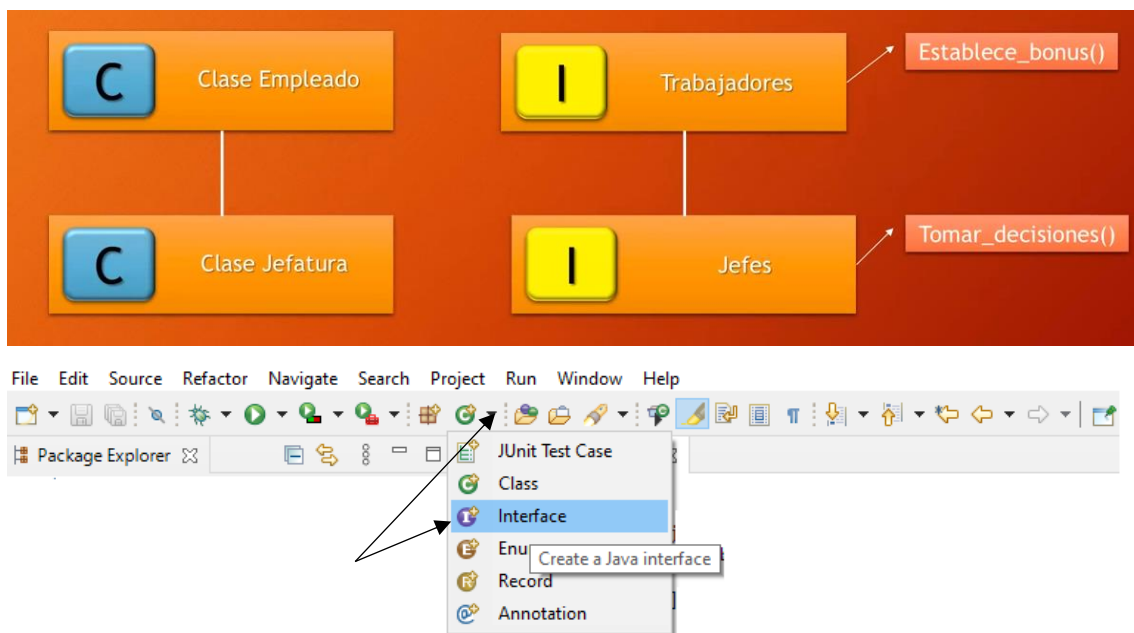 C
Clase Empleado
I
Trabajadores
Establece_bonus()
C
Clase Jefatura
I
Jefes
Tomar_decisiones()
File Edit Source Refactor Navigate Search Project Run Window Help
Package Explorer
JUnit Test Case
Class
Interface
Enu
Create a Java interface
Record
Annotation